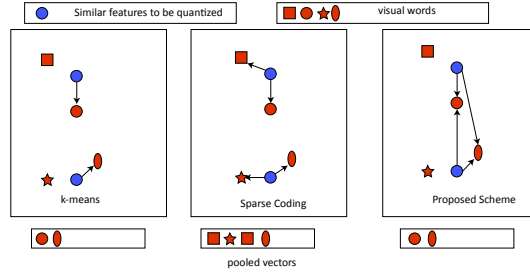 Similar features to be quantized
visual words
k-means
Sparse Coding
Proposed Scheme
pooled vectors